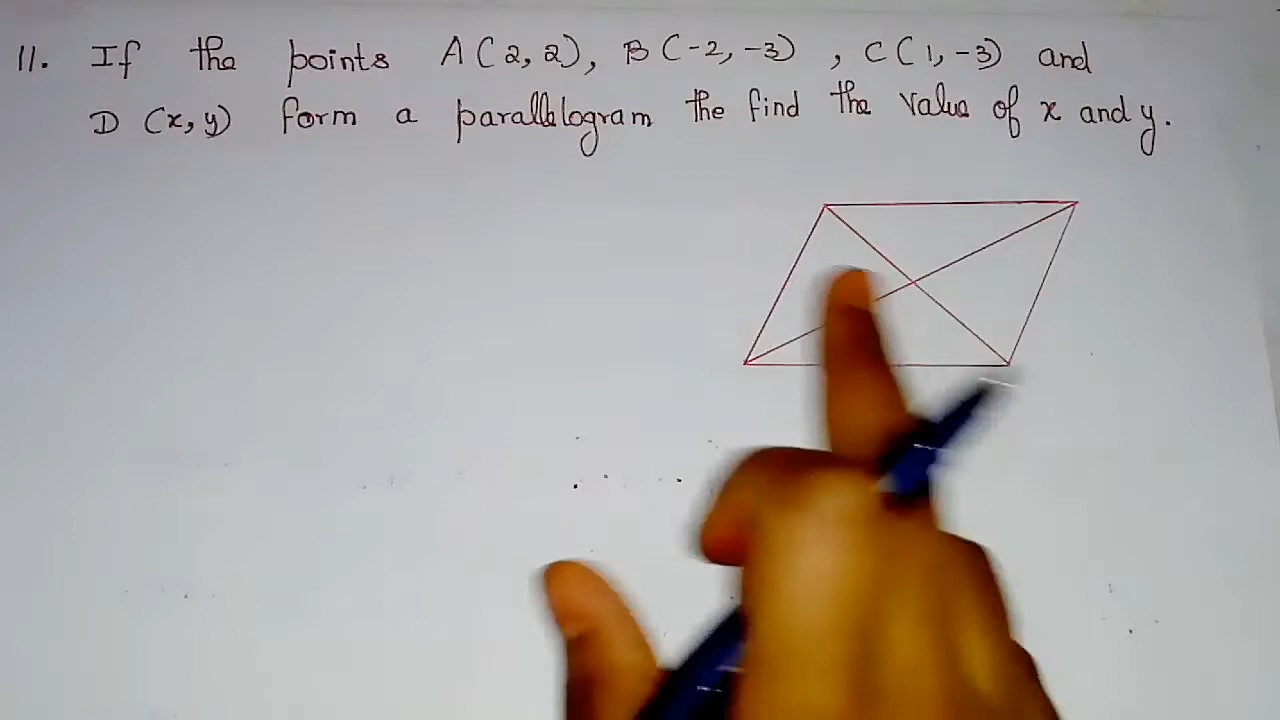 11. If the points A(2,2), B(-2,-3), C(1,-3) and
D (x,y) form a parallelogram the find the value of x and y.